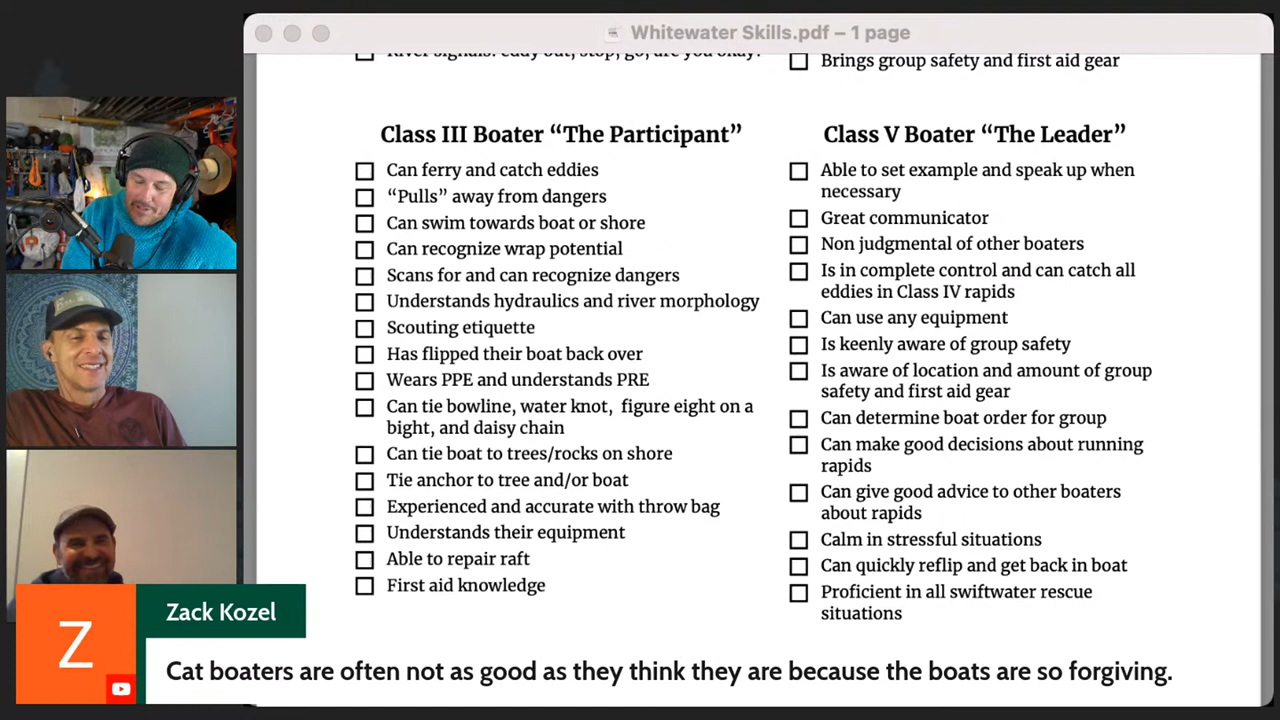 Whitewater Skills.pdf – 1 page
River signals: eddy out, stop, go, are you okay?
Brings group safety and first aid gear
Class III Boater “The Participant”
Can ferry and catch eddies
“Pulls” away from dangers
Can swim towards boat or shore
Can recognize wrap potential
Scans for and can recognize dangers
Understands hydraulics and river morphology
Scouting etiquette
Has flipped their boat back over
Wears PPE and understands PRE
Can tie bowline, water knot, figure eight on a
bight, and daisy chain
Can tie boat to trees/rocks on shore
Tie anchor to tree and/or boat
Experienced and accurate with throw bag
Understands their equipment
Able to repair raft
First aid knowledge
Class V Boater “The Leader”
Able to set example and speak up when
necessary
Great communicator
Non judgmental of other boaters
Is in complete control and can catch all
eddies in Class IV rapids
Can use any equipment
Is keenly aware of group safety
Is aware of location and amount of group
safety and first aid gear
Can determine boat order for group
Can make good decisions about running
rapids
Can give good advice to other boaters
about rapids
Calm in stressful situations
Can quickly reflip and get back in boat
Proficient in all swiftwater rescue
situations
Z
Zack Kozel
Cat boaters are often not as good as they think they are because the boats are so forgiving.